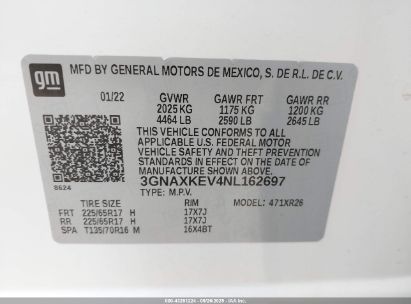 gm
MFD BY GENERAL MOTORS DE MEXICO, S. DE R.L. DE C.V.
01/22 GVWR GAWR FRT GAWR RR
2025 KG 1175 KG 1200 KG
4464 LB 2590 LB 2645 LB
THIS VEHICLE CONFORMS TO ALL
APPLICABLE U.S. FEDERAL MOTOR
VEHICLE SAFETY STANDARDS
IN EFFECT ON THE DATE OF
MANUFACTURE SHOWN ABOVE.
3GNAXKEV4NL162697
8624
TYPE: M.P.V.
TIRE SIZE RIM MODEL: 471XR26
FRT 225/65R17 H 17X7J
RR 225/65R17 H 17X7J
SPA T135/70R16 M 16X4BT